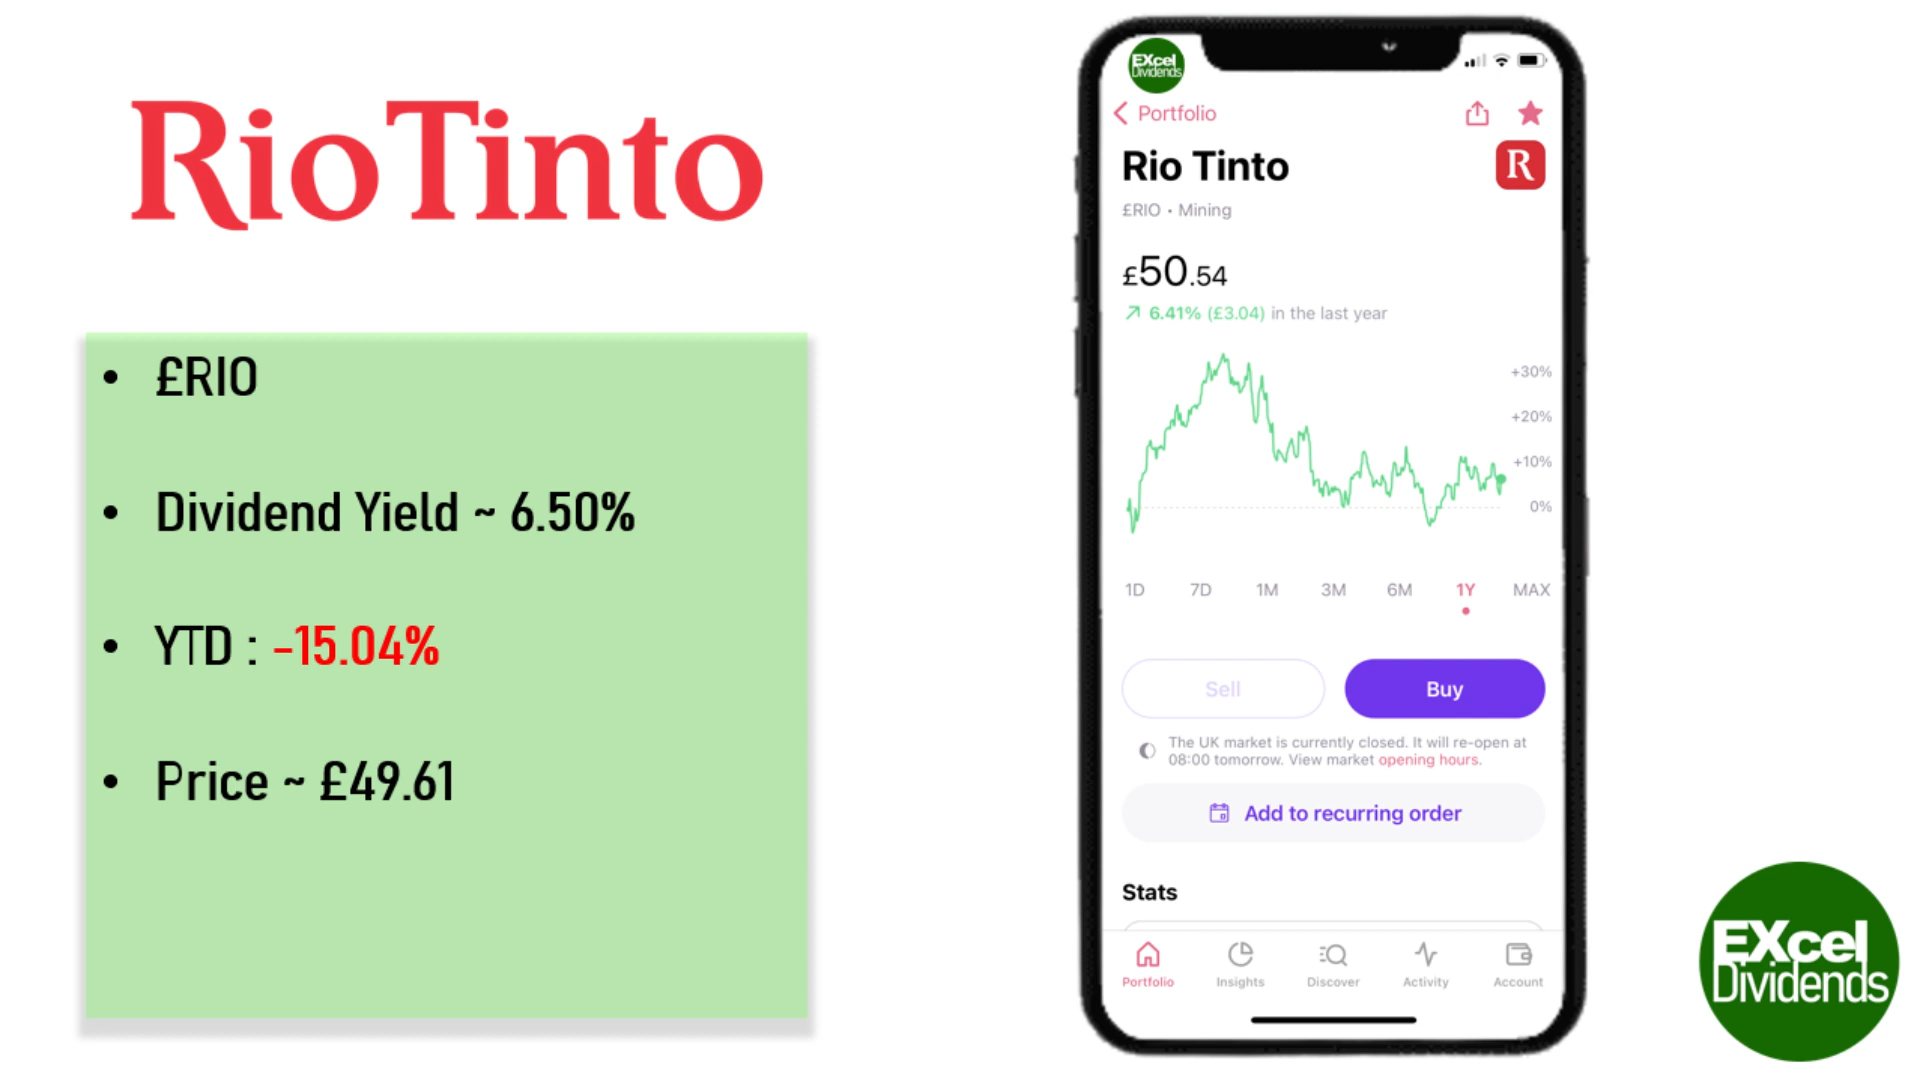 RioTinto
• £RIO
• Dividend Yield ~ 6.50%
• YTD : -15.04%
• Price ~ £49.61
EXcel
Dividends
Portfolio
Rio Tinto
R
£RIO • Mining
£50.54
6.41% (£3.04) in the last year
+30%
+20%
+10%
0%
1D 7D 1M 3M 6M 1Y MAX
Sell Buy
The UK market is currently closed. It will re-open at
08:00 tomorrow. View market opening hours.
Add to recurring order
Stats
Portfolio Insights Discover Activity Account
EXcel
Dividends